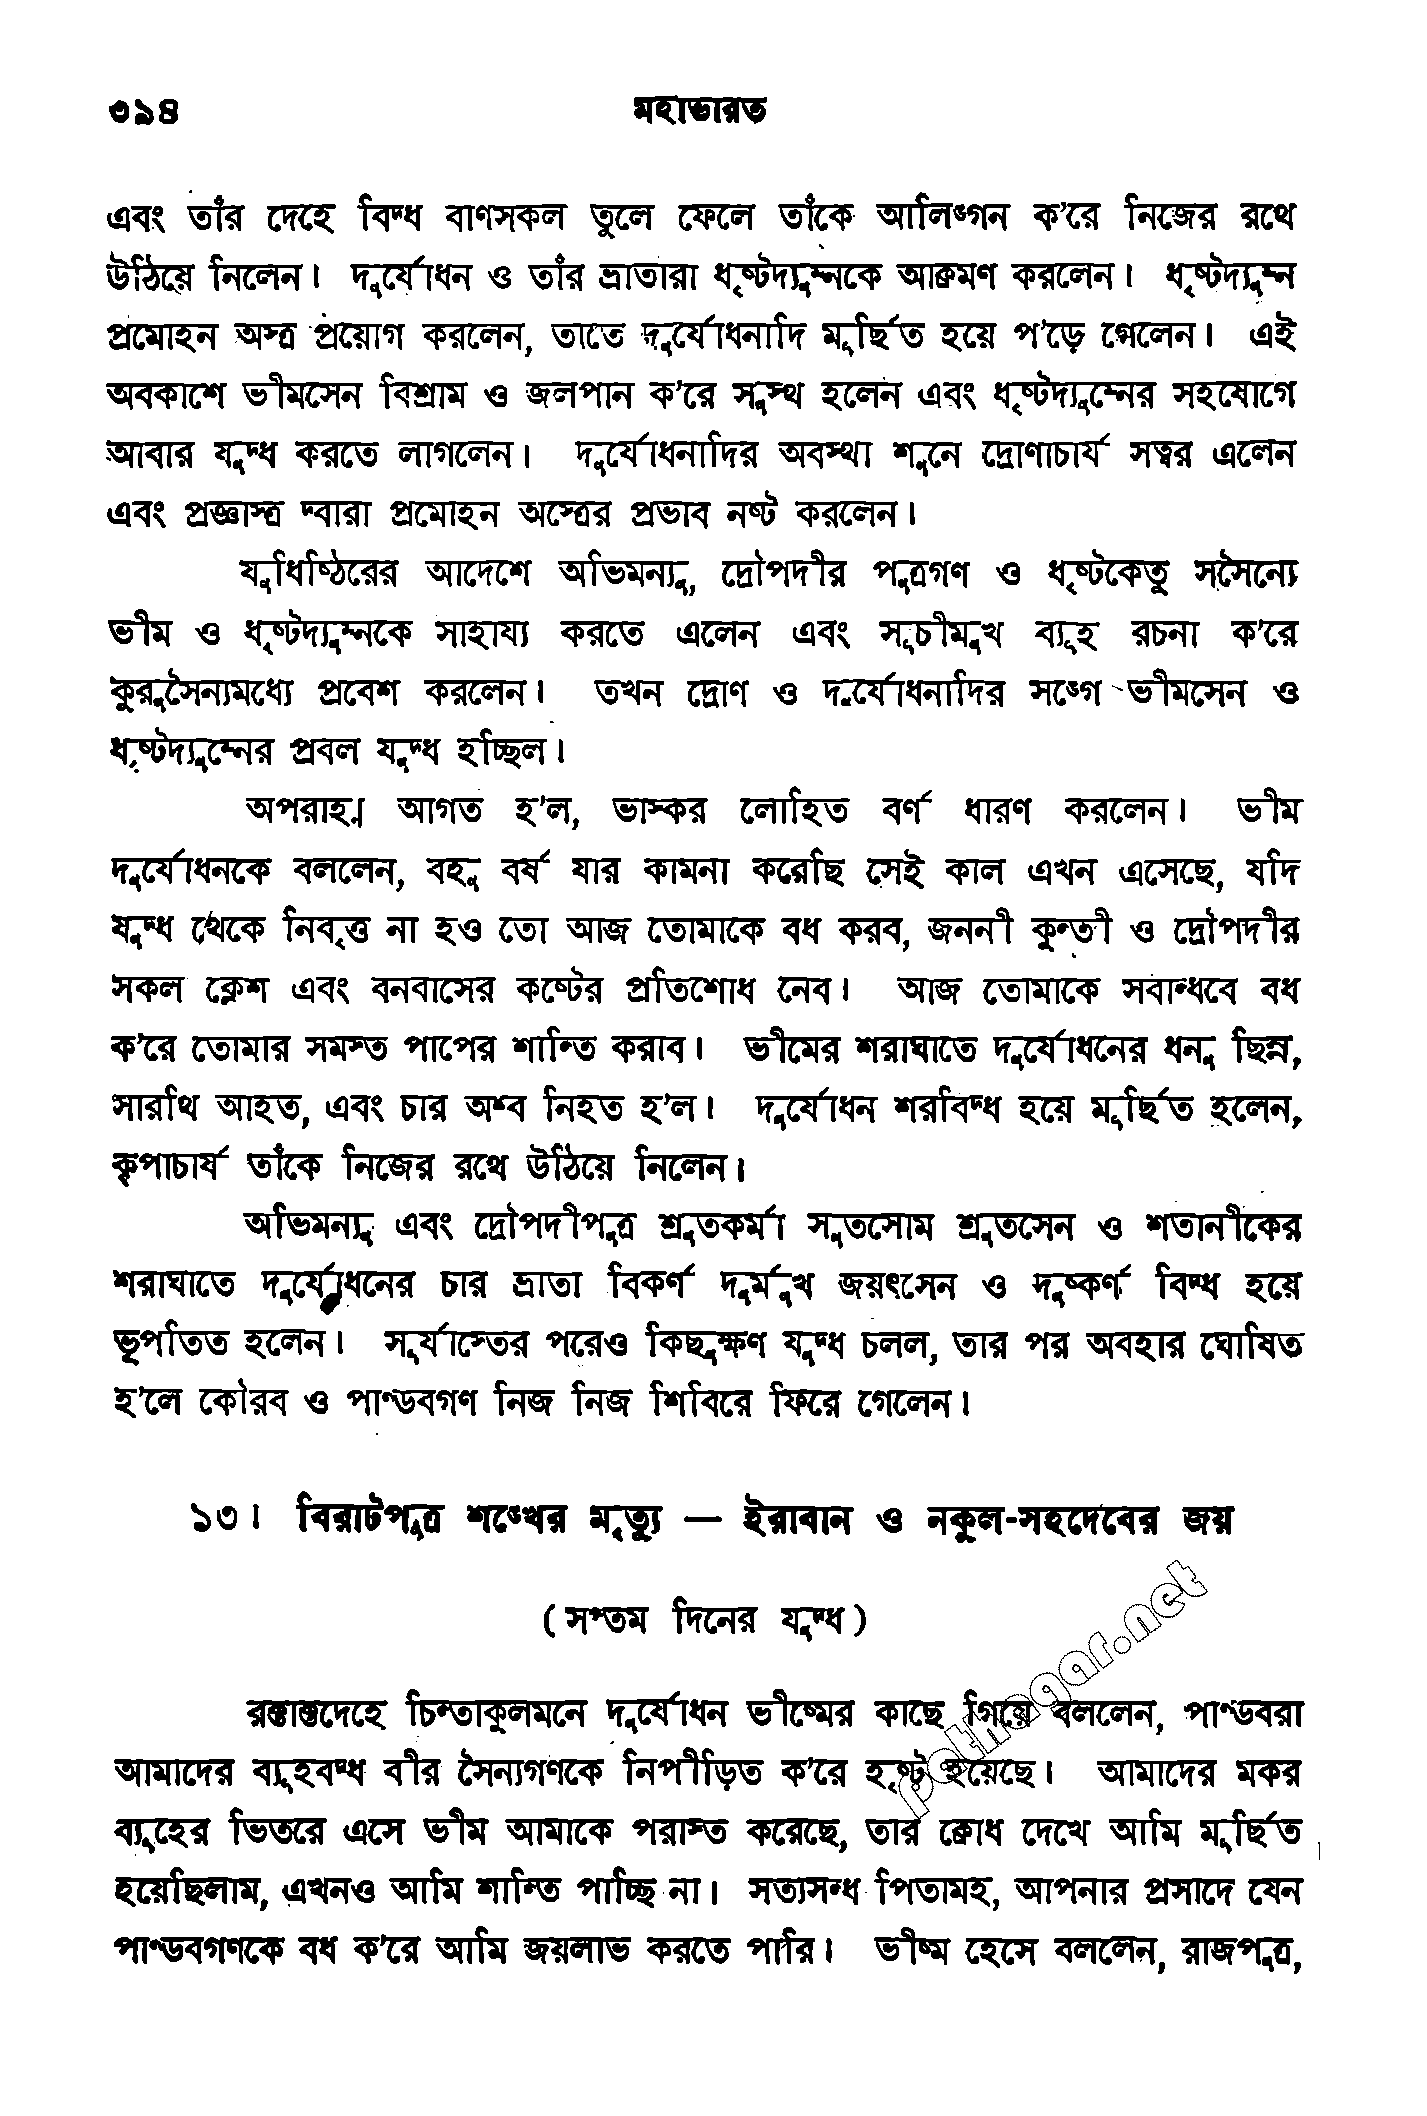 ৩৯৪ মহাভারত
এবং তাঁর দেহে বিদ্ধ বাণসকল তুলে ফেলে তাঁকে আলিঙ্গন ক'রে নিজের রথে
উঠিয়ে নিলেন। দুর্যোধন ও তাঁর ভ্রাতারা ধৃষ্টদ্যুম্নকে আক্রমণ করলেন। ধৃষ্টদ্যুম্ন
প্রমোহন অস্ত্র প্রয়োগ করলেন, তাতে দুর্যোধনাদি মূর্ছিত হয়ে প'ড়ে গেলেন। এই
অবকাশে ভীমসেন বিশ্রাম ও জলপান ক'রে সুস্থ হলেন এবং ধৃষ্টদ্যুম্নের সহযোগে
আবার যুদ্ধ করতে লাগলেন। দুর্যোধনাদির অবস্থা শুনে দ্রোণাচার্য সত্বর এলেন
এবং প্রজ্ঞাস্ত্র দ্বারা প্রমোহন অস্ত্রের প্রভাব নষ্ট করলেন।
যুধিষ্ঠিরের আদেশে অভিমন্যু, দ্রৌপদীর পুত্রগণ ও ধৃষ্টকেতু সসৈন্যে
ভীম ও ধৃষ্টদ্যুম্নকে সাহায্য করতে এলেন এবং সূচীমুখ ব্যূহ রচনা ক'রে
কুরুসৈন্যমধ্যে প্রবেশ করলেন। তখন দ্রোণ ও দুর্যোধনাদির সঙ্গে ভীমসেন ও
ধৃষ্টদ্যুম্নের প্রবল যুদ্ধ হচ্ছিল।
অপরাহ্ণ আগত হ'ল, ভাস্কর লোহিত বর্ণ ধারণ করলেন। ভীম
দুর্যোধনকে বললেন, বহু বর্ষ যার কামনা করেছি সেই কাল এখন এসেছে, যদি
যুদ্ধ থেকে নিবৃত্ত না হও তো আজ তোমাকে বধ করব, জননী কুন্তী ও দ্রৌপদীর
সকল ক্লেশ এবং বনবাসের কষ্টের প্রতিশোধ নেব। আজ তোমাকে সবান্ধবে বধ
ক'রে তোমার সমস্ত পাপের শান্তি করাব। ভীমের শরাঘাতে দুর্যোধনের ধনু ছিন্ন,
সারথি আহত, এবং চার অশ্ব নিহত হ'ল। দুর্যোধন শরবিদ্ধ হয়ে মূর্ছিত হলেন,
কৃপাচার্য তাঁকে নিজের রথে উঠিয়ে নিলেন।
অভিমন্যু এবং দ্রৌপদীপুত্র শ্রুতকর্মা সুতসোম শ্রুতসেন ও শতানীকের
শরাঘাতে দুর্যোধনের চার ভ্রাতা বিকর্ণ দুর্মুখ জয়ৎসেন ও দুষ্কর্ণ বিদ্ধ হয়ে
ভূপতিত হলেন। সূর্যাস্তের পরেও কিছুক্ষণ যুদ্ধ চলল, তার পর অবহার ঘোষিত
হ'লে কৌরব ও পাণ্ডবগণ নিজ নিজ শিবিরে ফিরে গেলেন।
১৩। বিরাটপুত্র শঙ্খের মৃত্যু — ইরাবান ও নকুল-সহদেবের জয়
(সপ্তম দিনের যুদ্ধ)
রক্তাক্তদেহে চিন্তাকুলমনে দুর্যোধন ভীষ্মের কাছে গিয়ে বললেন, পাণ্ডবরা
আমাদের ব্যূহবদ্ধ বীর সৈন্যগণকে নিপীড়িত ক'রে হৃষ্ট হয়েছে। আমাদের মকর
ব্যূহের ভিতরে এসে ভীম আমাকে পরাস্ত করেছে, তার ক্রোধ দেখে আমি মূর্ছিত
হয়েছিলাম, এখনও আমি শান্তি পাচ্ছি না। সত্যসন্ধ পিতামহ, আপনার প্রসাদে যেন
পাণ্ডবগণকে বধ ক'রে আমি জয়লাভ করতে পারি। ভীষ্ম হেসে বললেন, রাজপুত্র,
pathagar.net